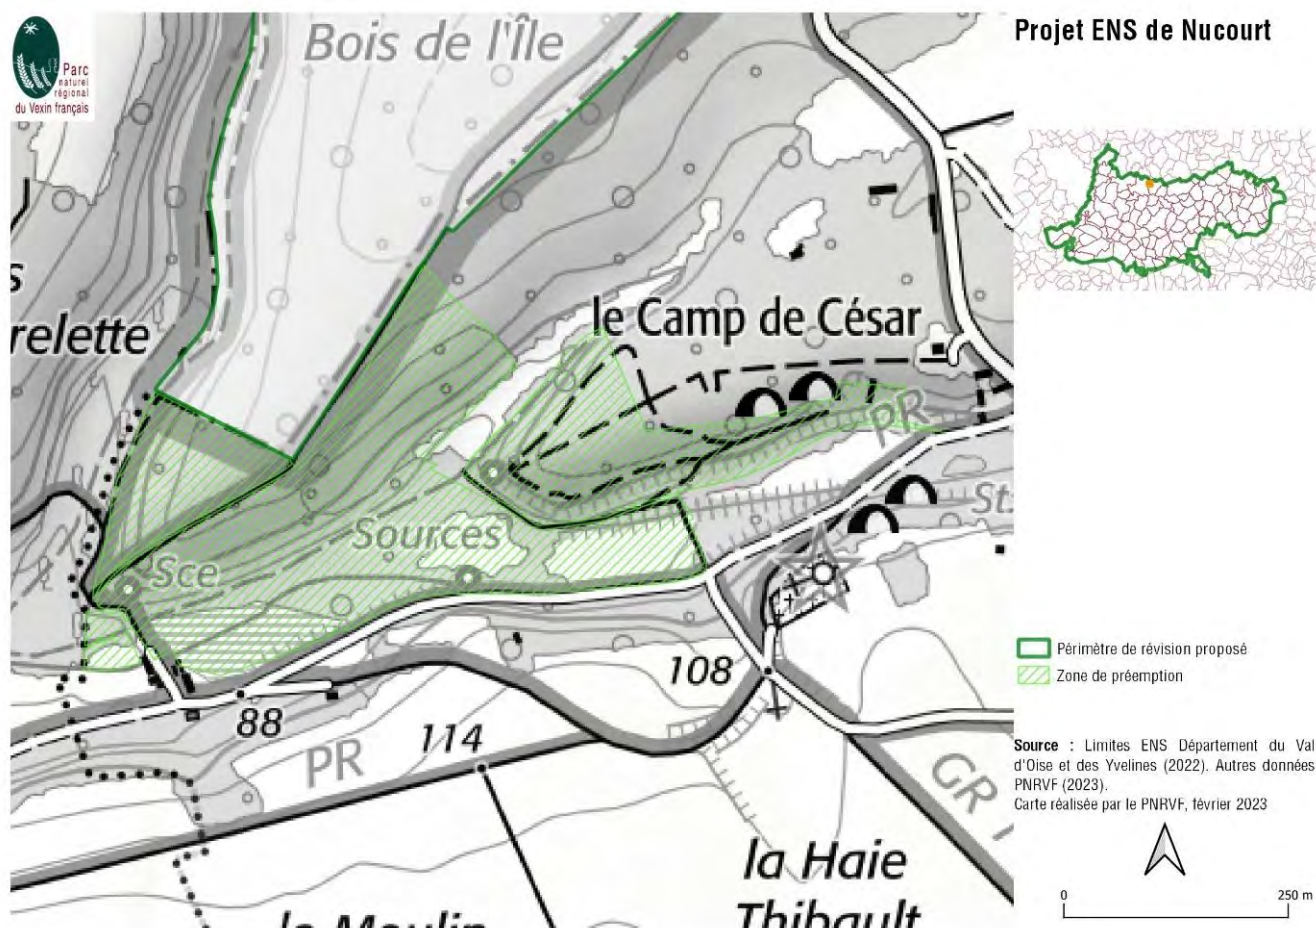 Parc
naturel
régional
du Vexin français
Projet ENS de Nucourt
Bois de l'Île
relette
le Camp de César
PR
Sources
Sce
St.
108
88
114
PR
GR
la Haie
Thibault
Périmètre de révision proposé
Zone de préemption
Source : Limites ENS Département du Val
d'Oise et des Yvelines (2022). Autres données
PNRVF (2023).
Carte réalisée par le PNRVF, février 2023
0 250 m